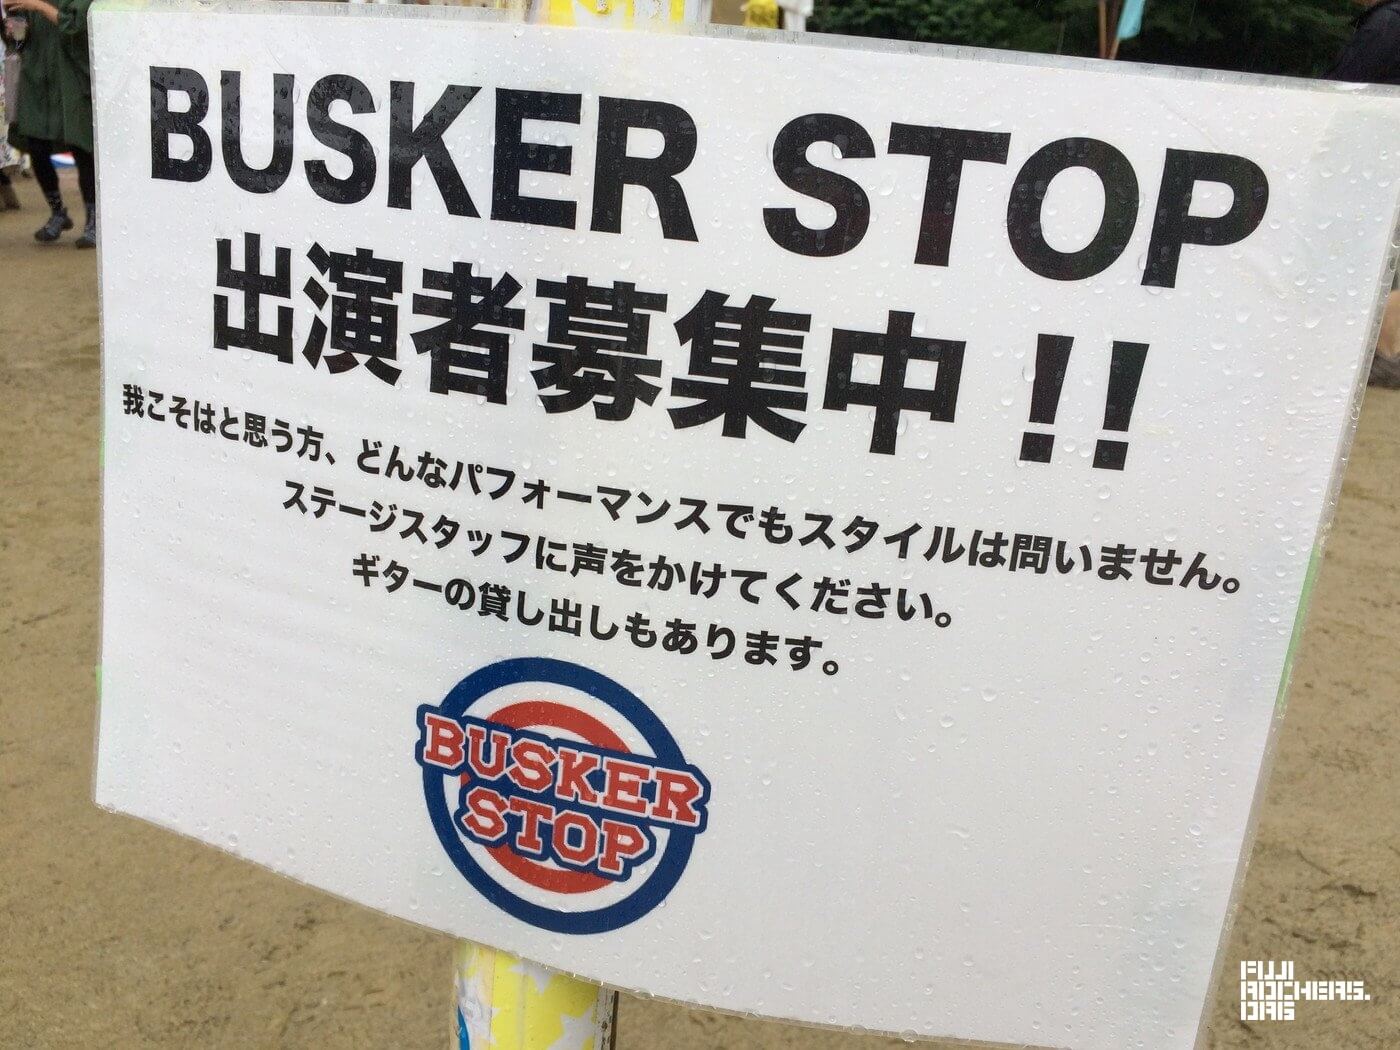 BUSKER STOP
出演者募集中!!
我こそはと思う方、どんなパフォーマンスでもスタイルは問いません。
ステージスタッフに声をかけてください。
ギターの貸し出しもあります。
BUSKER
STOP
FUJI
ROCKERS.
ORG